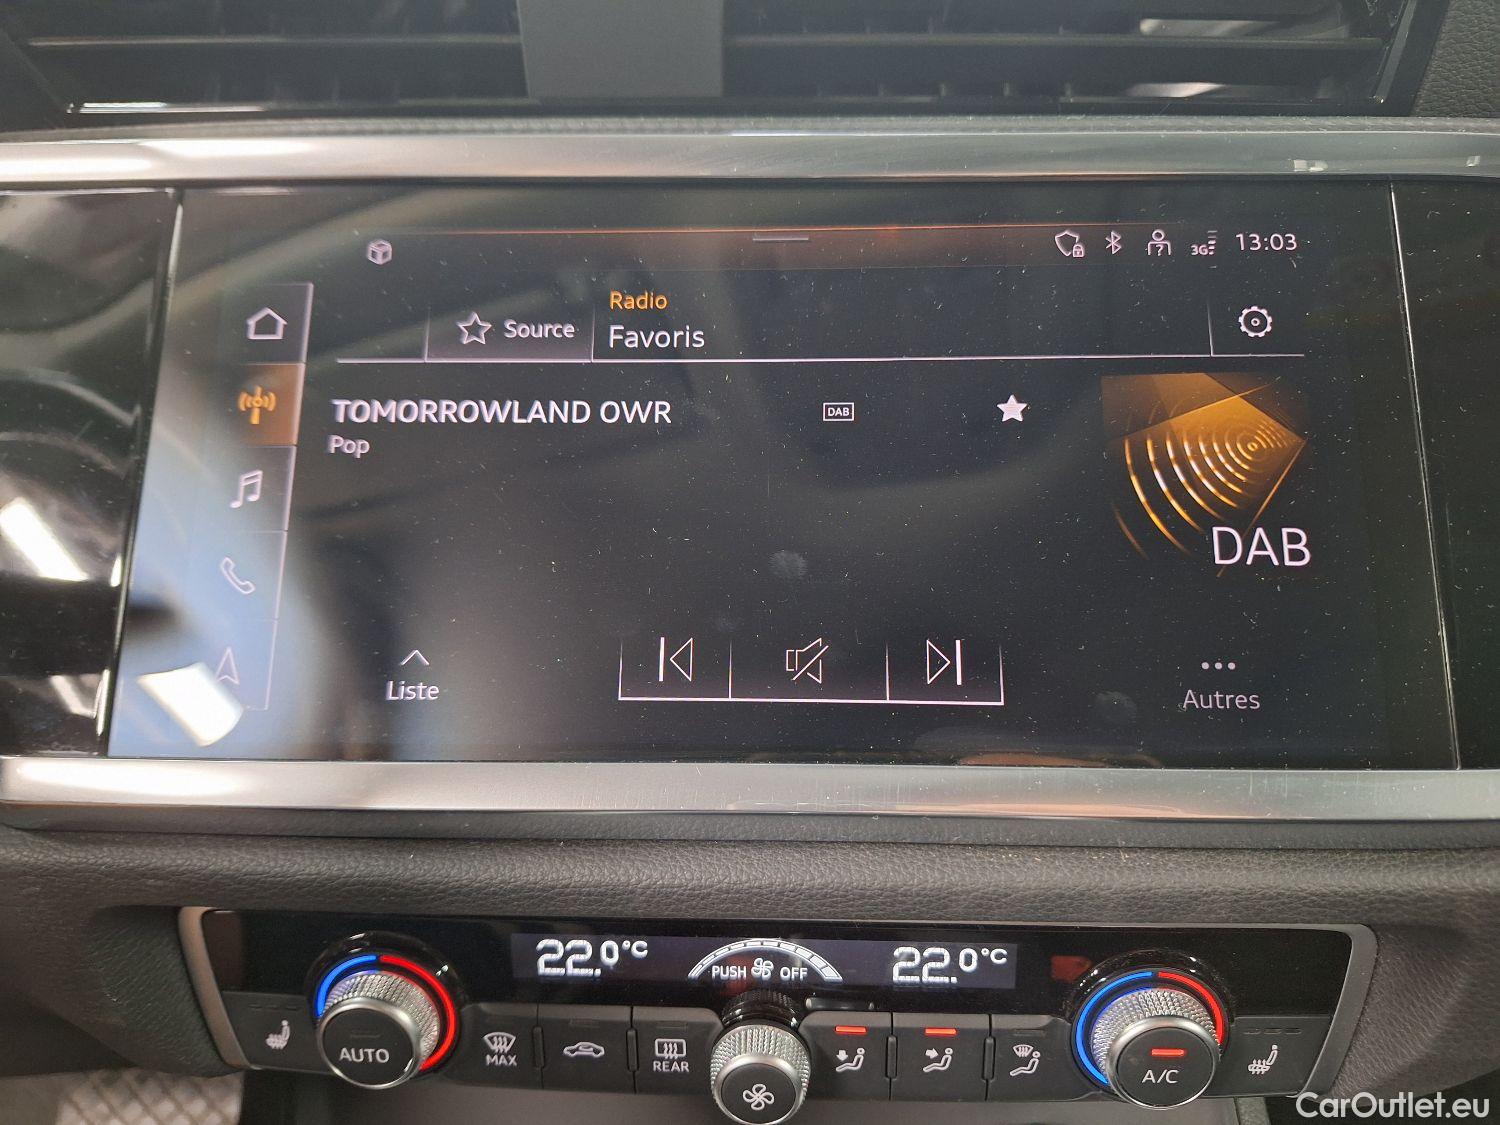 3G 13:03
Radio
Source Favoris
TOMORROWLAND OWR DAB
Pop
DAB
Liste
Autres
22.0°C PUSH OFF 22.0°C
AUTO
MAX
REAR
A/C
CarOutlet.eu